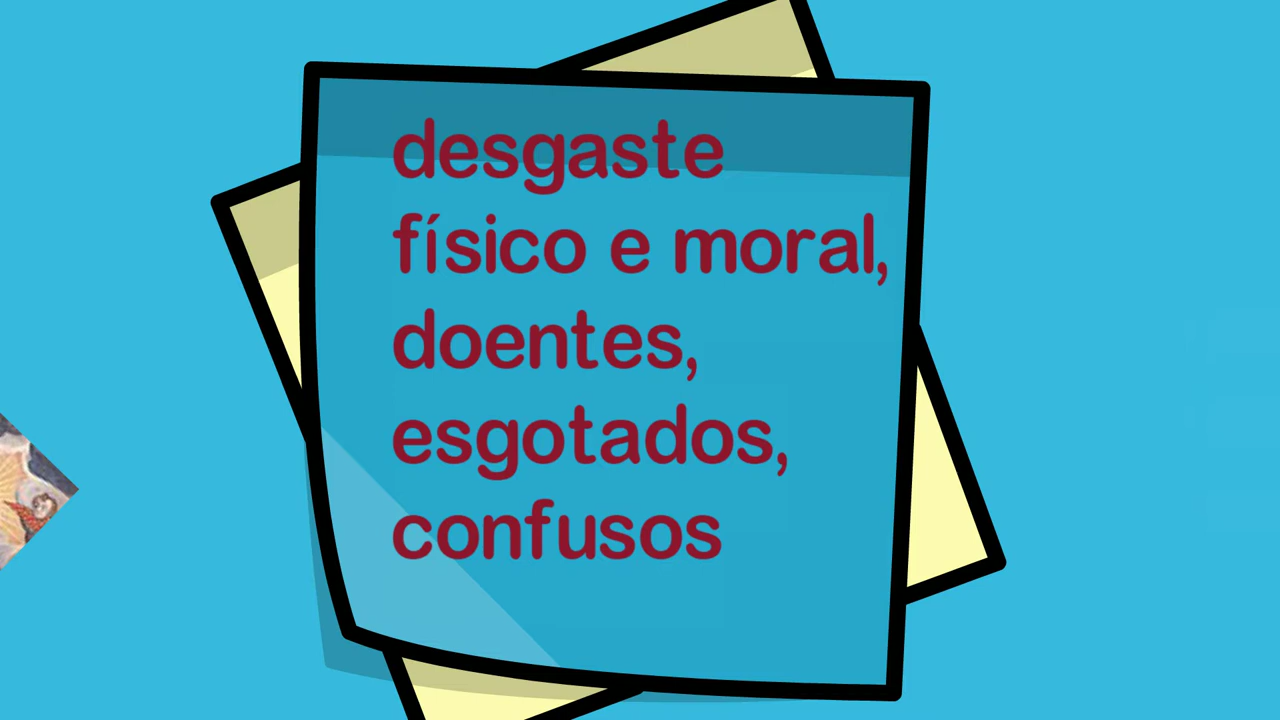 desgaste
físico e moral,
doentes,
esgotados,
confusos